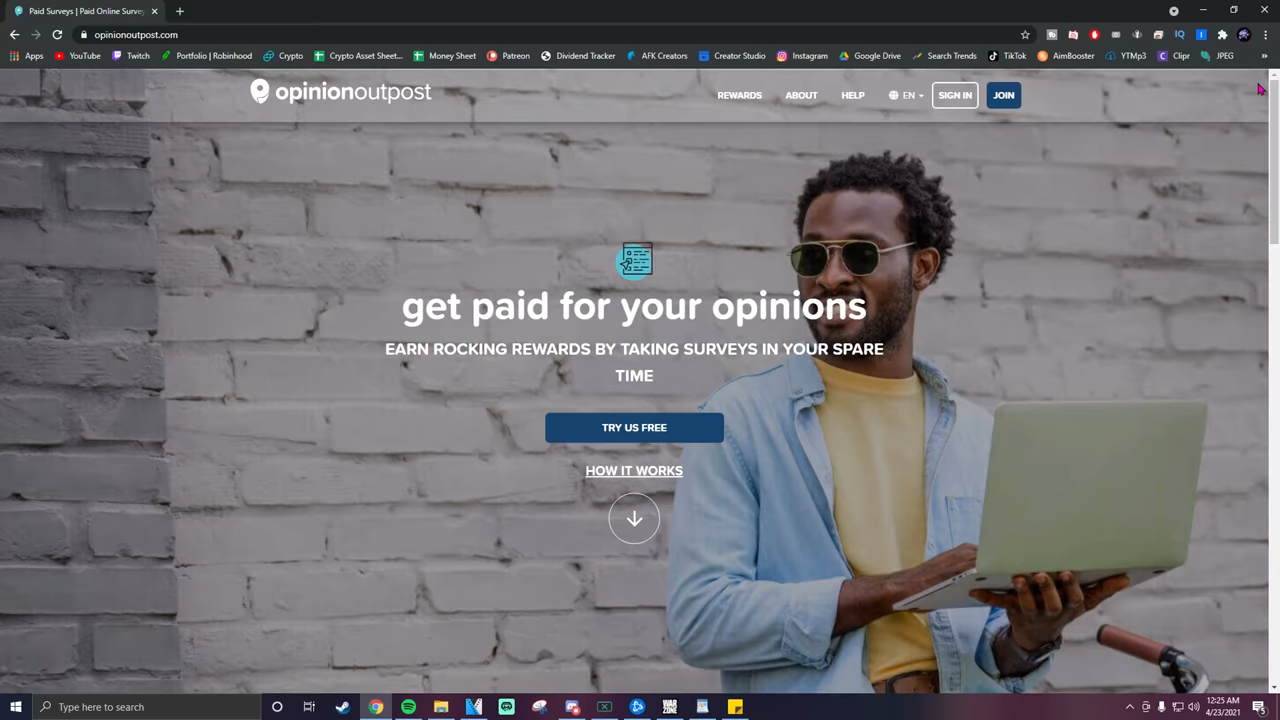 Paid Surveys | Paid Online Survey
opinionoutpost.com
Apps
YouTube
Twitch
Portfolio | Robinhood
Crypto
Crypto Asset Sheet...
Money Sheet
Patreon
Dividend Tracker
AFK Creators
Creator Studio
Instagram
Google Drive
Search Trends
TikTok
AimBooster
YTMp3
Clipr
JPEG
opinionoutpost
REWARDS
ABOUT
HELP
EN
SIGN IN
JOIN
get paid for your opinions
EARN ROCKING REWARDS BY TAKING SURVEYS IN YOUR SPARE
TIME
TRY US FREE
HOW IT WORKS
Type here to search
12:25 AM
4/23/2021